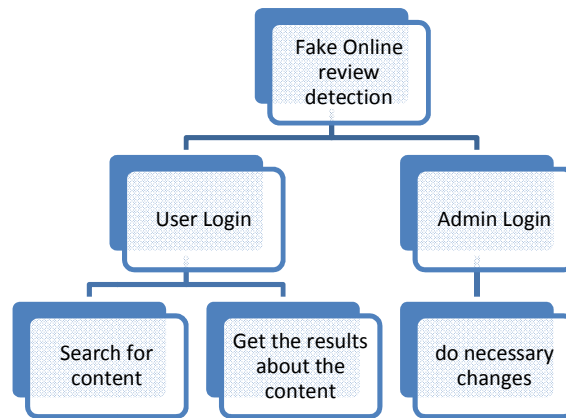 Fake Online
review
detection
User Login
Admin Login
Search for
content
Get the results
about the
content
do necessary
changes